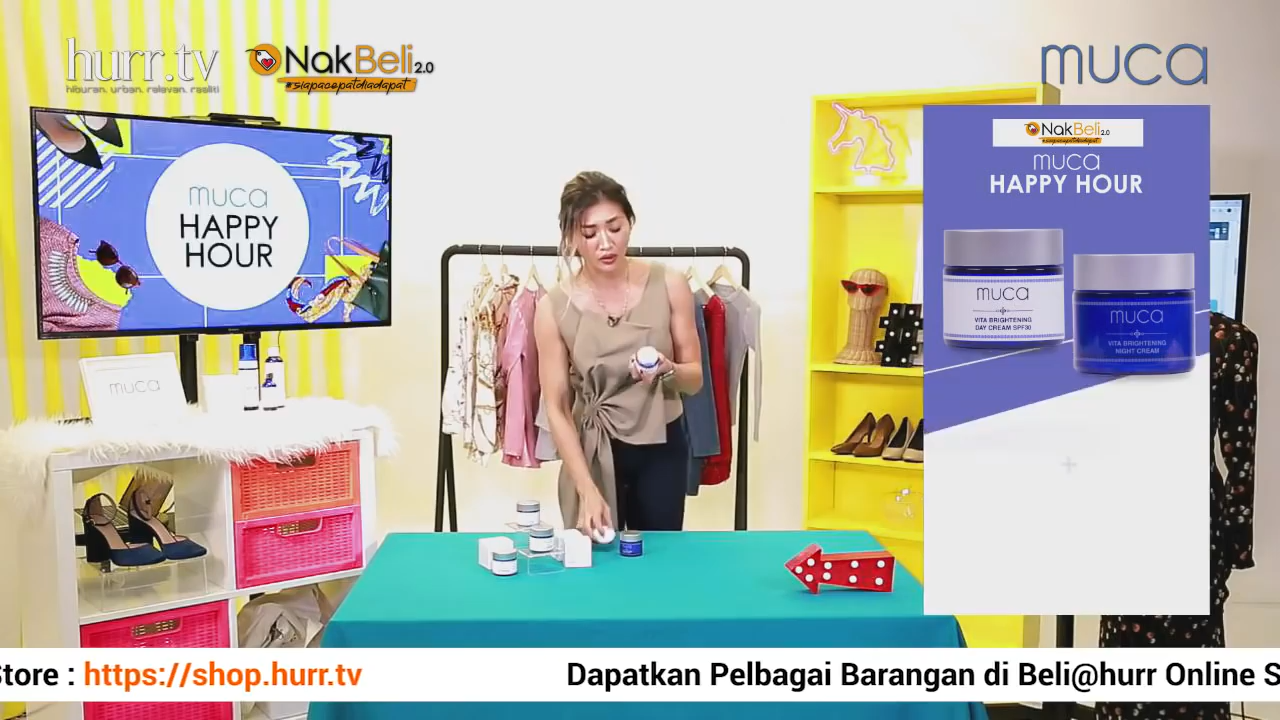 hurr.tv
hiburan. urban. relevan. realiti
NakBeli 2.0
#siapacepatdiadapat
muca
NakBeli 2.0
#siapacepatdiadapat
muca
HAPPY HOUR
muca
VITA BRIGHTENING
DAY CREAM SPF30
muca
VITA BRIGHTENING
NIGHT CREAM
muca
HAPPY
HOUR
muca
Store : https://shop.hurr.tv
Dapatkan Pelbagai Barangan di Beli@hurr Online S